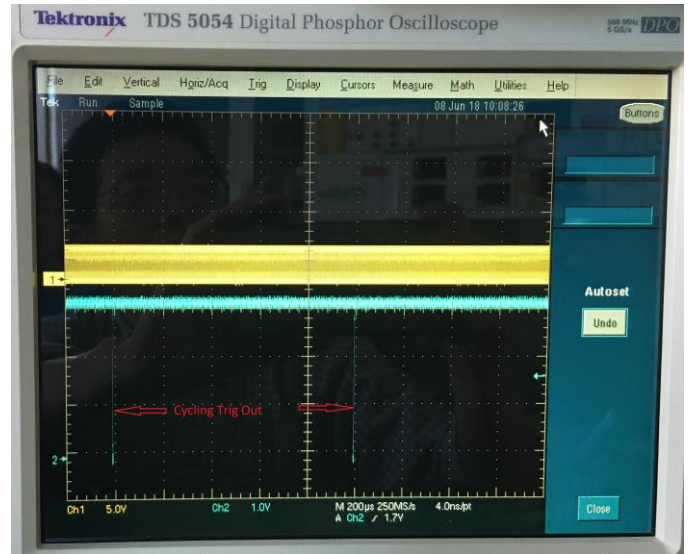 Tektronix TDS 5054 Digital Phosphor Oscilloscope 500 MHz 5 GS/s DPO
File Edit Vertical Horiz/Acq Trig Display Cursors Measure Math Utilities Help
Tek Run Sample 08 Jun 18 10:08:26 Buttons
1
Autoset
Undo
Cycling Trig Out
2
Ch1 5.0V Ch2 1.0V M 200µs 250MS/s 4.0ns/pt
A Ch2 / 1.7V
Close